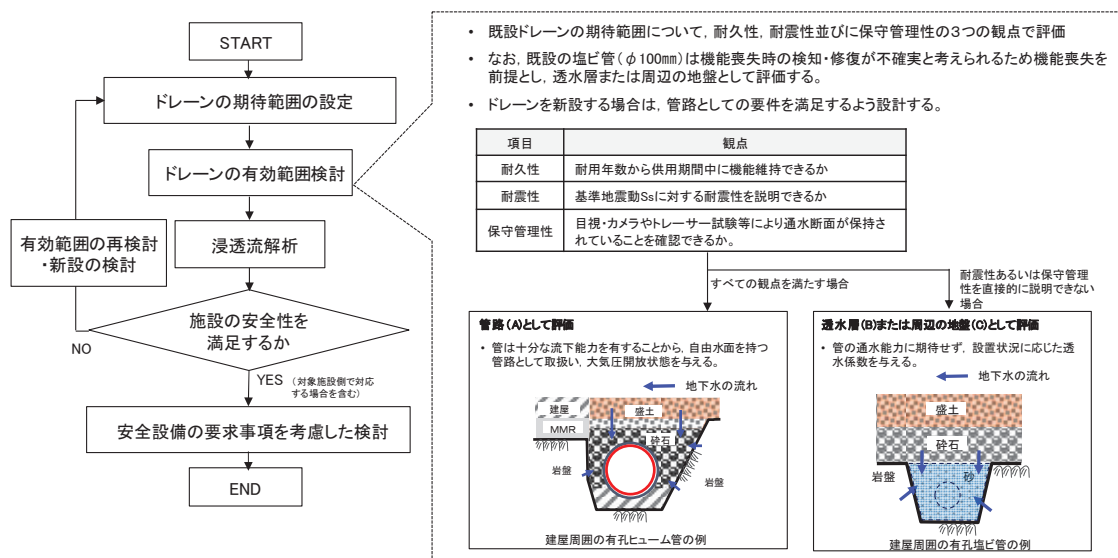 START
ドレーンの期待範囲の設定
ドレーンの有効範囲検討
浸透流解析
有効範囲の再検討
・新設の検討
施設の安全性を
満足するか
NO
YES (対象施設側で対応
する場合を含む)
安全設備の要求事項を考慮した検討
END
• 既設ドレーンの期待範囲について, 耐久性, 耐震性並びに保守管理性の3つの観点で評価
• なお, 既設の塩ビ管(φ100㎜)は機能喪失時の検知・修復が不確実と考えられるため機能喪失を
前提とし, 透水層または周辺の地盤として評価する。
• ドレーンを新設する場合は, 管路としての要件を満足するよう設計する。
項目 観点
耐久性 耐用年数から供用期間中に機能維持できるか
耐震性 基準地震動Ssに対する耐震性を説明できるか
保守管理性 目視・カメラやトレーサー試験等により通水断面が保持さ
れていることを確認できるか。
すべての観点を満たす場合
耐震性あるいは保守管理
性を直接的に説明できない
場合
管路(A)として評価
• 管は十分な流下能力を有することから, 自由水面を持つ
管路として取扱い, 大気圧開放状態を与える。
地下水の流れ
建屋
盛土
MMR
砕石
岩盤
岩盤
建屋周囲の有孔ヒューム管の例
透水層(B)または周辺の地盤(C)として評価
• 管の通水能力に期待せず, 設置状況に応じた透
水係数を与える。
地下水の流れ
盛土
砕石
岩盤
砂
建屋周囲の有孔塩ビ管の例